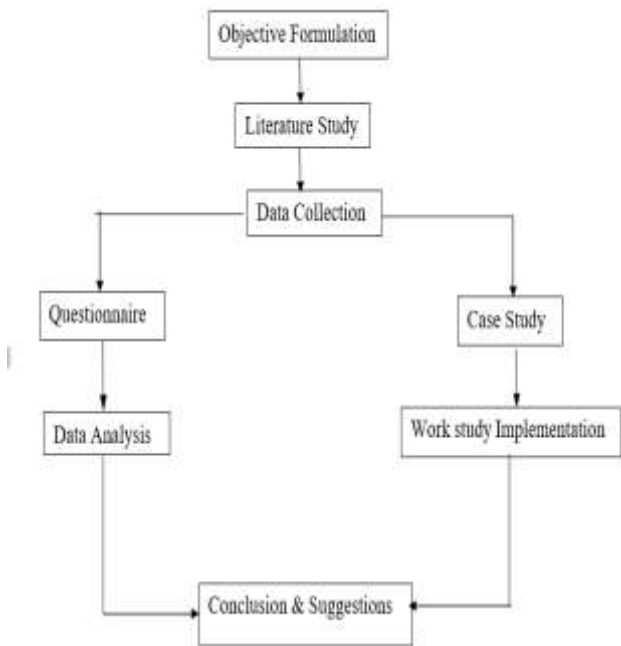 Objective Formulation
Literature Study
Data Collection
Questionnaire
Case Study
Data Analysis
Work study Implementation
Conclusion & Suggestions